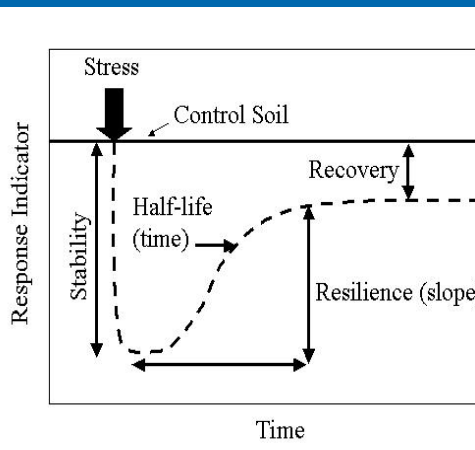 Stress
Control Soil
Recovery
Half-life
(time)
Stability
Response Indicator
Resilience (slope
Time